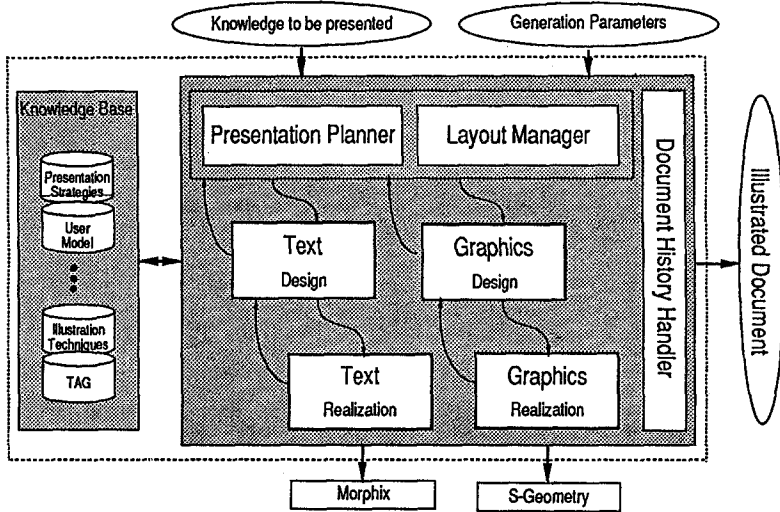 Knowledge to be presented
Generation Parameters
Knowledge Base
Presentation Planner
Layout Manager
Document History Handler
Illustrated Document
Presentation
Strategies
User
Model
Text
Design
Graphics
Design
Illustration
Techniques
TAG
Text
Realization
Graphics
Realization
Morphix
S-Geometry